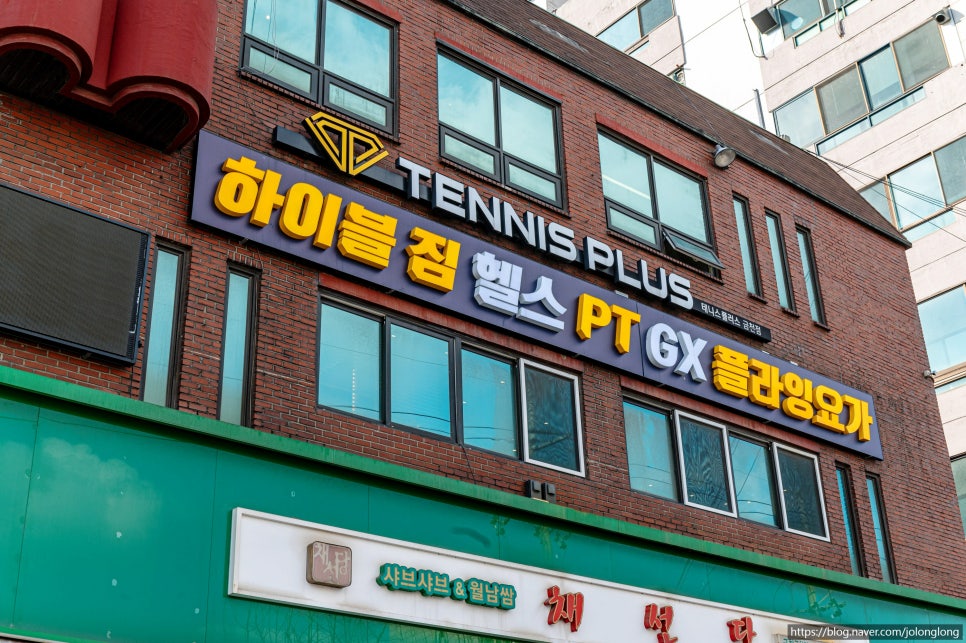 TENNIS PLUS
테니스플러스 금천점
하이블 짐 헬스 PT GX 플라잉요가
채선당
샤브샤브 & 월남쌈
채 선 당
https://blog.naver.com/jolonglong